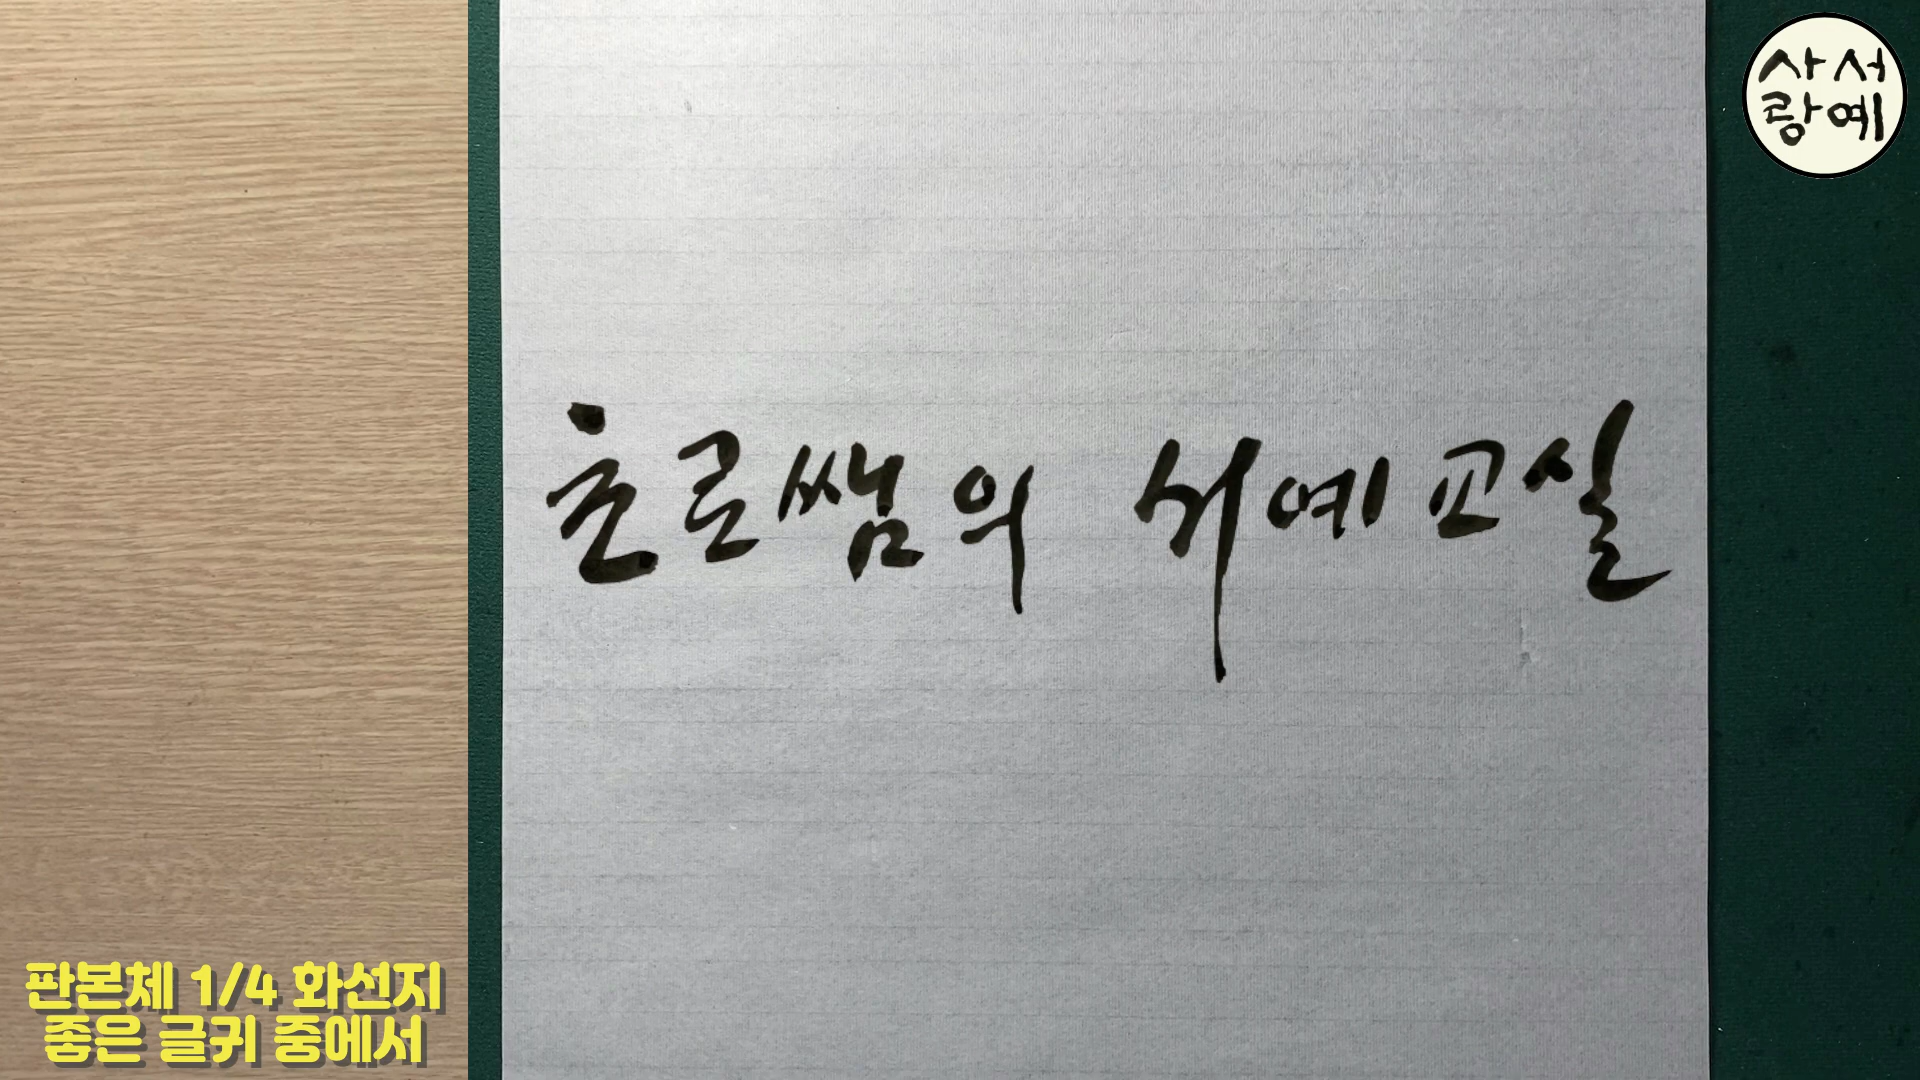 초로쌤의 서예교실
사서
랑예
판본체 1/4 화선지
좋은 글귀 중에서